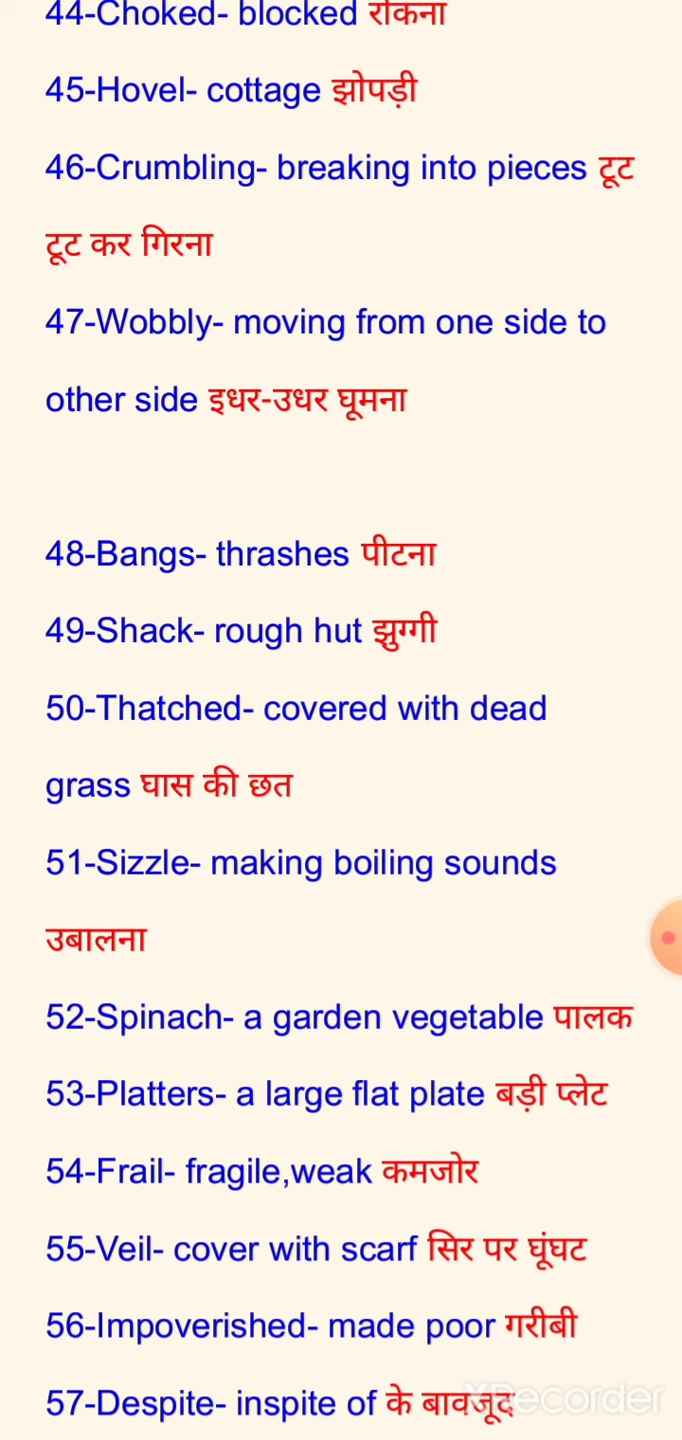 44-Choked- blocked रोकना
45-Hovel- cottage झोपड़ी
46-Crumbling- breaking into pieces टूट
टूट कर गिरना
47-Wobbly- moving from one side to
other side इधर-उधर घूमना
48-Bangs- thrashes पीटना
49-Shack- rough hut झुग्गी
50-Thatched- covered with dead
grass घास की छत
51-Sizzle- making boiling sounds
उबालना
52-Spinach- a garden vegetable पालक
53-Platters- a large flat plate बड़ी प्लेट
54-Frail- fragile,weak कमजोर
55-Veil- cover with scarf सिर पर घूंघट
56-Impoverished- made poor गरीबी
57-Despite- inspite of के बावजूद
XRecorder